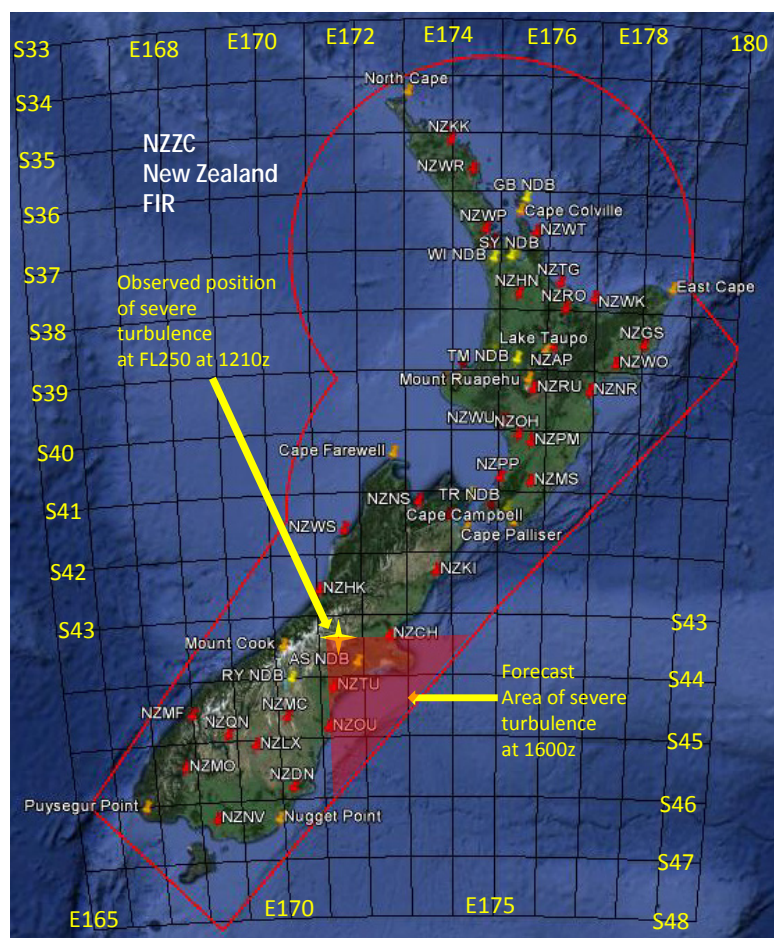 S33
E168
E170
E172
E174
E176
E178
180
North Cape
S34
NZKK
NZZC
New Zealand
FIR
S35
NZWR
GB NDB
S36
Cape Colville
NZWP
NZWT
SY NDB
WI NDB
S37
NZTG
Observed position
of severe
turbulence
at FL250 at 1210z
NZHN
NZRO
NZWK
East Cape
S38
Lake Taupo
NZGS
TM NDB
NZAP
NZWO
Mount Ruapehu
NZRU
NZNR
S39
NZWU
NZOH
NZPM
S40
Cape Farewell
NZPP
NZMS
NZNS
TR NDB
S41
Cape Campbell
NZWS
Cape Palliser
S42
NZKI
NZHK
S43
S43
NZCH
Mount Cook
AS NDB
RY NDB
Forecast
Area of severe
turbulence
at 1600z
S44
NZTU
NZMF
NZMC
NZQN
NZOU
S45
NZLX
NZMO
NZDN
Puysegur Point
S46
NZNV
Nugget Point
S47
E165
E170
E175
S48